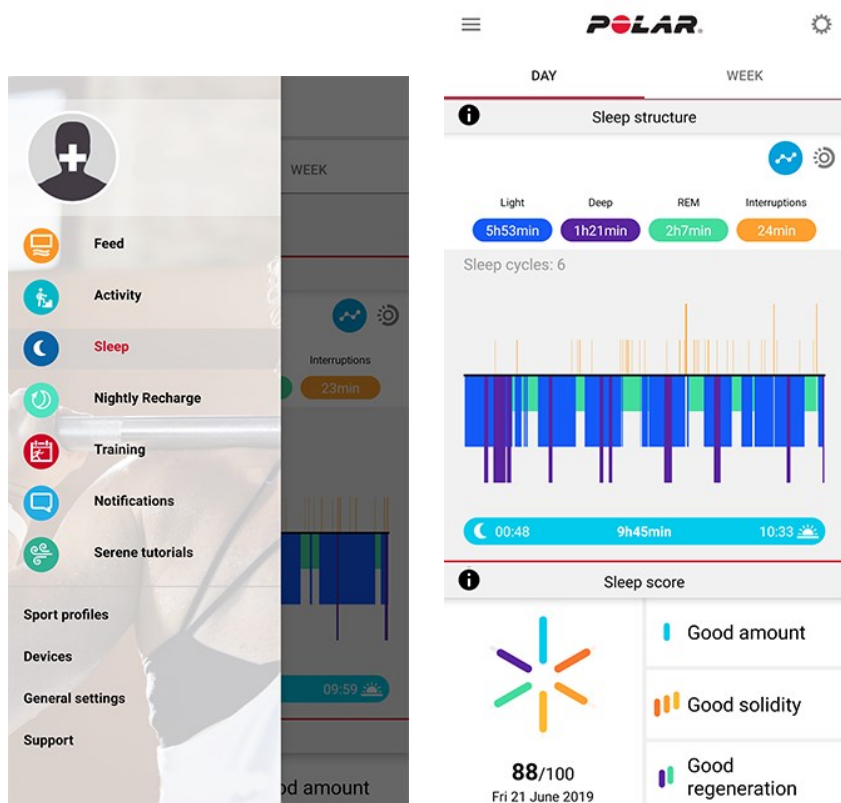 WEEK
Feed
Activity
Sleep
Interruptions
Nightly Recharge
23min
Training
Notifications
Serene tutorials
Sport profiles
Devices
General settings
09:59
Support
od amount
POLAR.
DAY
WEEK
Sleep structure
Light
Deep
REM
Interruptions
5h53min
1h21min
2h7min
24min
Sleep cycles: 6
00:48
9h45min
10:33
Sleep score
Good amount
Good solidity
Good
regeneration
88/100
Fri 21 June 2019